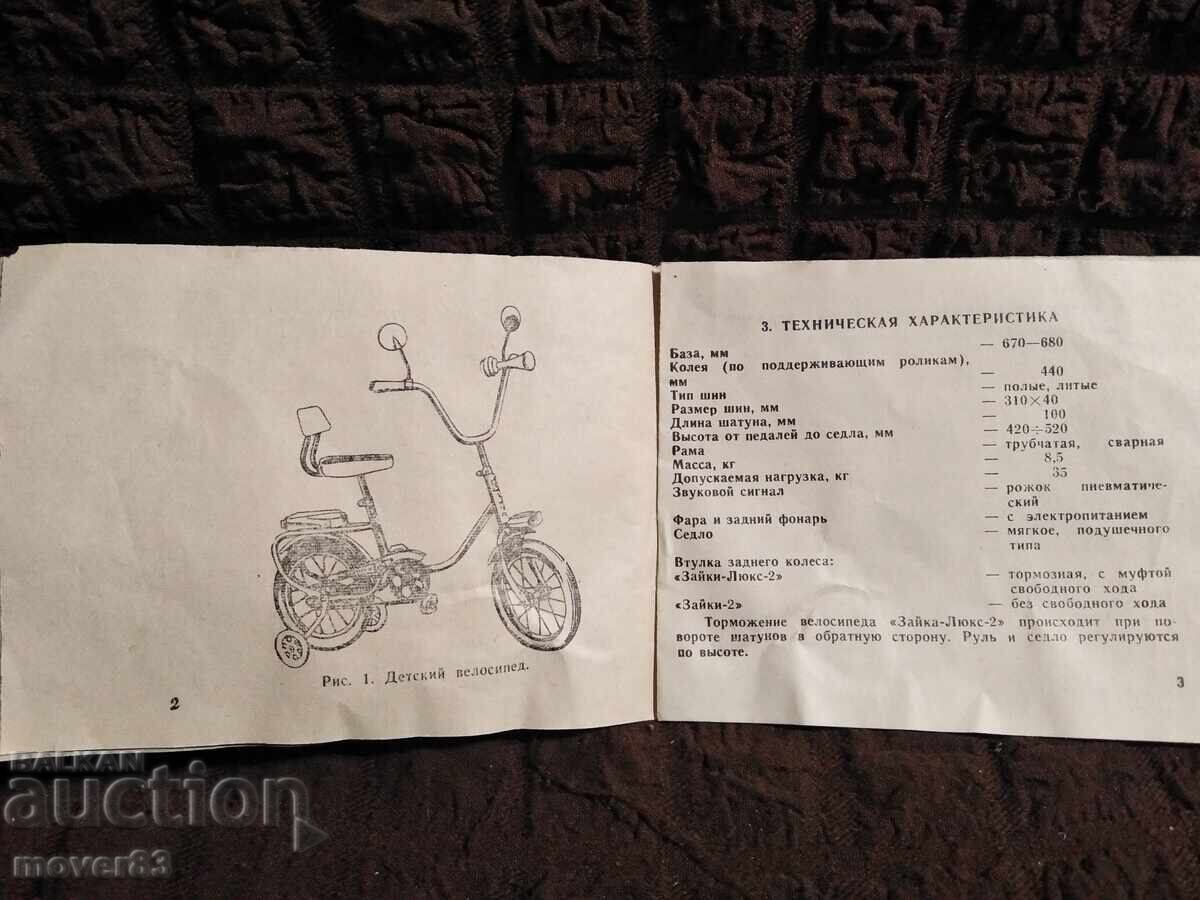 Рис. 1. Детский велосипед.
2
3. ТЕХНИЧЕСКАЯ ХАРАКТЕРИСТИКА
База, мм — 670—680
Колея (по поддерживающим роликам),
мм — 440
Тип шин — полые, литые
Размер шин, мм — 310×40
Длина шатуна, мм — 100
Высота от педалей до седла, мм — 420÷520
Рама — трубчатая, сварная
Масса, кг — 8,5
Допускаемая нагрузка, кг — 35
Звуковой сигнал — рожок пневматиче-
ский
Фара и задний фонарь — с электропитанием
Седло — мягкое, подушечного
типа
Втулка заднего колеса:
«Зайки-Люкс-2» — тормозная, с муфтой
свободного хода
«Зайки-2» — без свободного хода
Торможение велосипеда «Зайка-Люкс-2» происходит при по-
вороте шатунов в обратную сторону. Руль и седло регулируются
по высоте.
3
BALKAN
auction
mover83